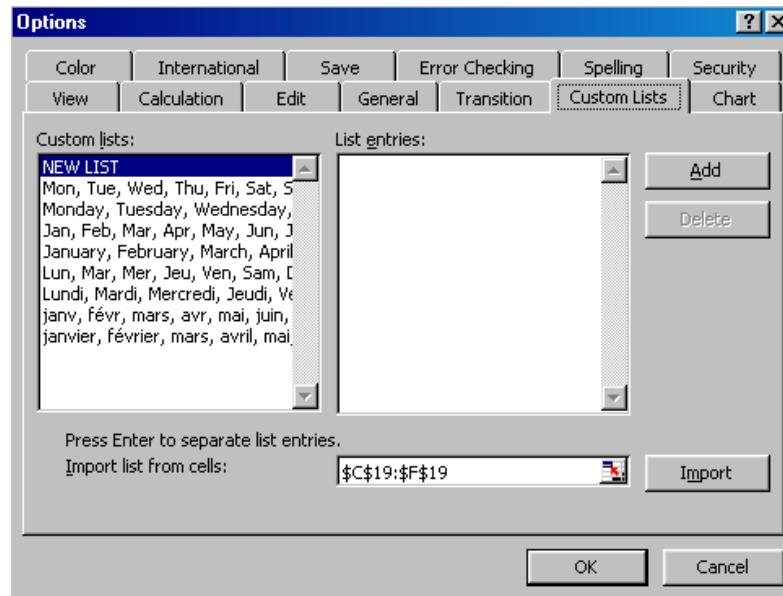 Options
Color International Save Error Checking Spelling Security
View Calculation Edit General Transition Custom Lists Chart
Custom lists: List entries:
NEW LIST
Mon, Tue, Wed, Thu, Fri, Sat, S
Monday, Tuesday, Wednesday,
Jan, Feb, Mar, Apr, May, Jun, J
January, February, March, April
Lun, Mar, Mer, Jeu, Ven, Sam, D
Lundi, Mardi, Mercredi, Jeudi, Ve
janv, févr, mars, avr, mai, juin,
janvier, février, mars, avril, mai,
Add
Delete
Press Enter to separate list entries.
Import list from cells: $C$19:$F$19 Import
OK Cancel